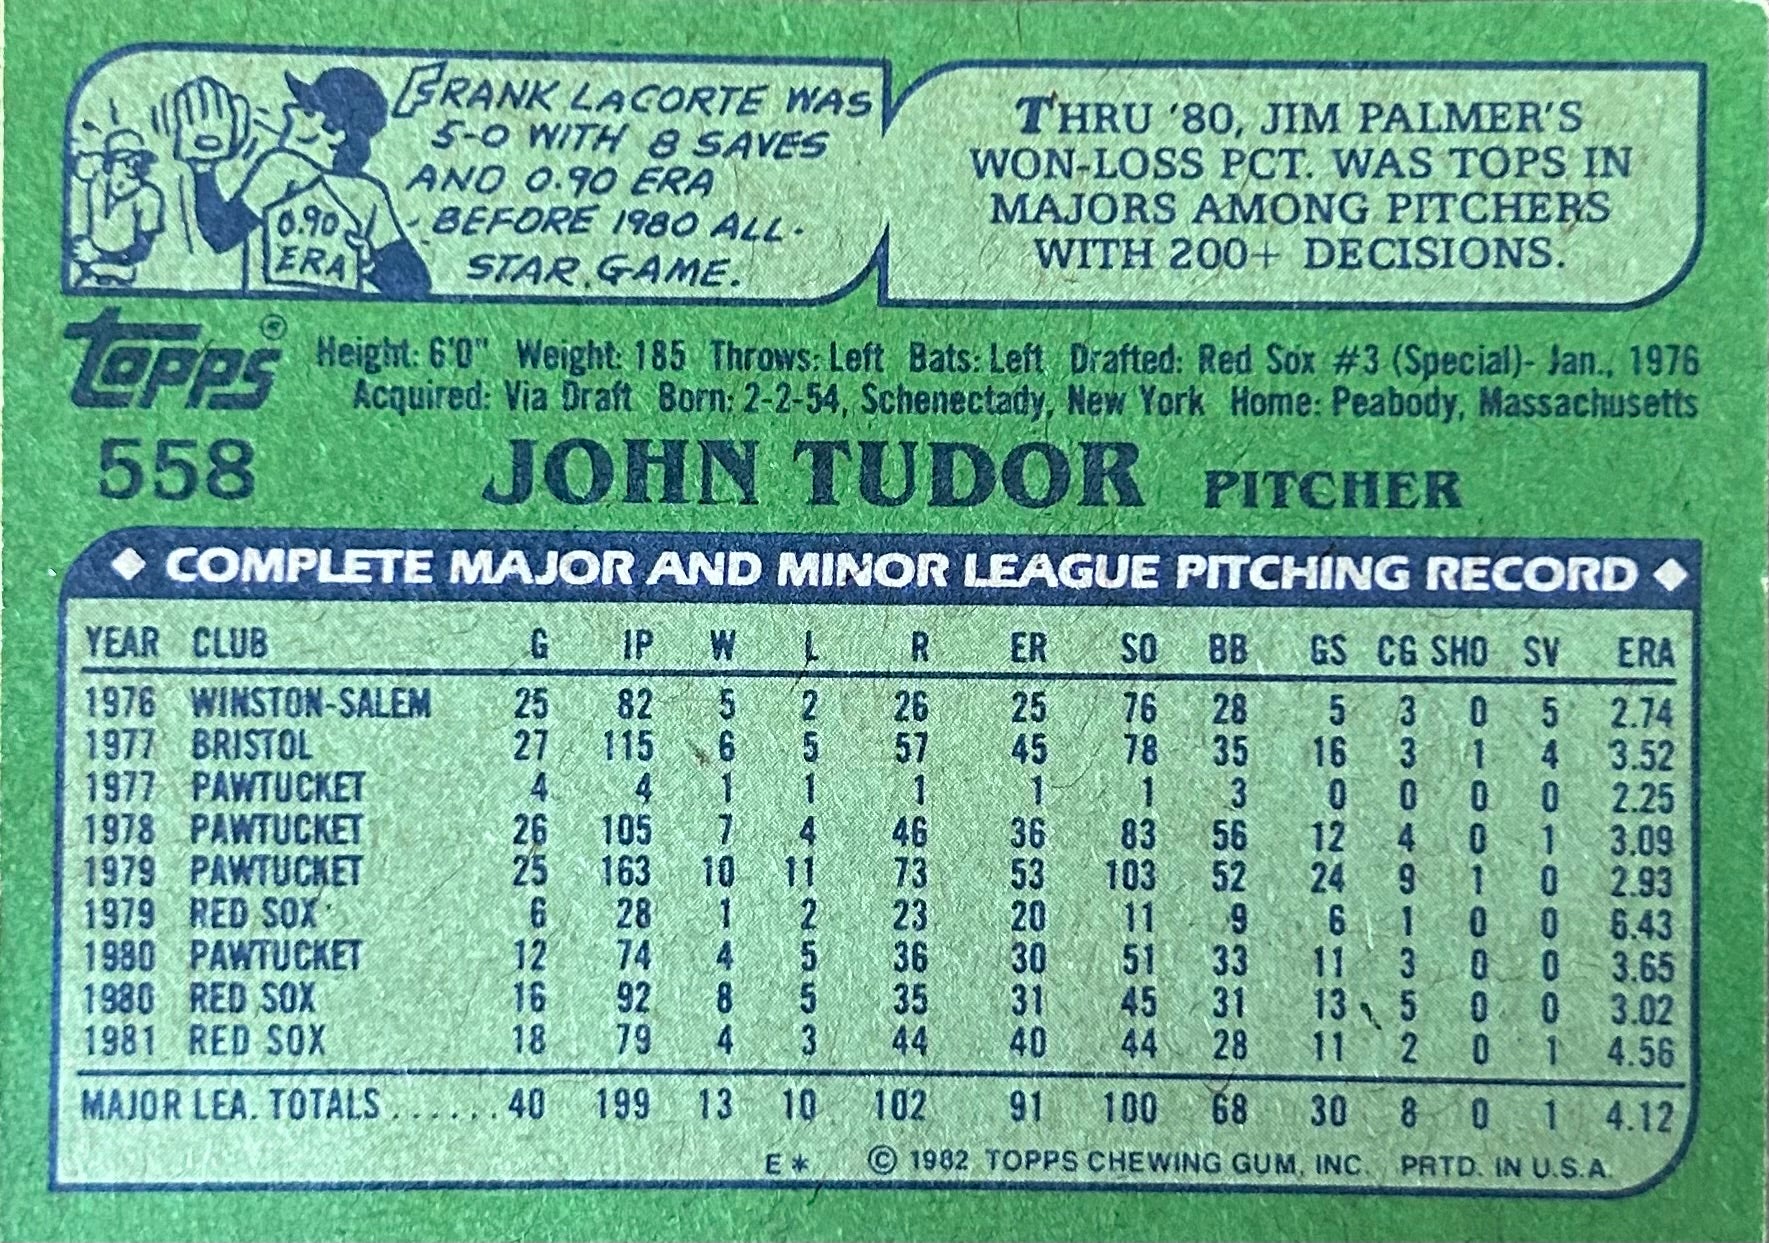 FRANK LACORTE WAS
5-0 WITH 8 SAVES
AND 0.90 ERA
BEFORE 1980 ALL-
STAR GAME.
0.90
ERA
THRU '80, JIM PALMER'S
WON-LOSS PCT. WAS TOPS IN
MAJORS AMONG PITCHERS
WITH 200+ DECISIONS.
Topps ®
Height: 6'0" Weight: 185 Throws: Left Bats: Left Drafted: Red Sox #3 (Special)- Jan., 1976
Acquired: Via Draft Born: 2-2-54, Schenectady, New York Home: Peabody, Massachusetts
558 JOHN TUDOR PITCHER
◆ COMPLETE MAJOR AND MINOR LEAGUE PITCHING RECORD ◆
YEAR CLUB G IP W L R ER SO BB GS CG SHO SV ERA
1976 WINSTON-SALEM 25 82 5 2 26 25 76 28 5 3 0 5 2.74
1977 BRISTOL 27 115 6 5 57 45 78 35 16 3 1 4 3.52
1977 PAWTUCKET 4 4 1 1 1 1 1 3 0 0 0 0 2.25
1978 PAWTUCKET 26 105 7 4 46 36 83 56 12 4 0 1 3.09
1979 PAWTUCKET 25 163 10 11 73 53 103 52 24 9 1 0 2.93
1979 RED SOX 6 28 1 2 23 20 11 9 6 1 0 0 6.43
1980 PAWTUCKET 12 74 4 5 36 30 51 33 11 3 0 0 3.65
1980 RED SOX 16 92 8 5 35 31 45 31 13 5 0 0 3.02
1981 RED SOX 18 79 4 3 44 40 44 28 11 2 0 1 4.56
MAJOR LEA. TOTALS......40 199 13 10 102 91 100 68 30 8 0 1 4.12
E* © 1982 TOPPS CHEWING GUM, INC. PRTD. IN U.S.A.